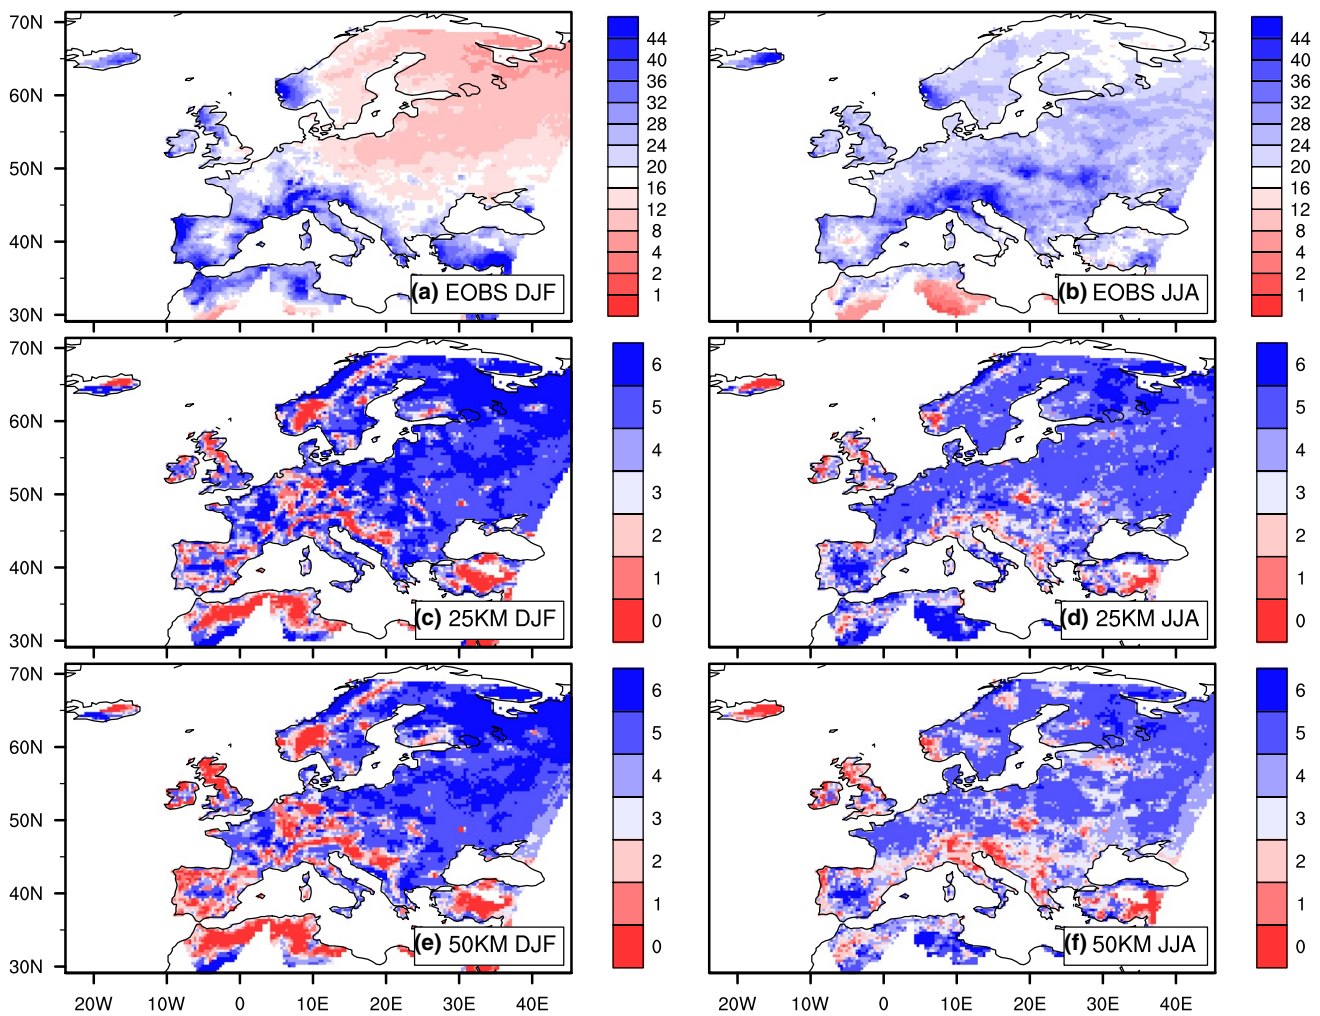 70N
60N
50N
40N
30N
(a) EOBS DJF
44
40
36
32
28
24
20
16
12
8
4
2
1
(b) EOBS JJA
44
40
36
32
28
24
20
16
12
8
4
2
1
70N
60N
50N
40N
30N
(c) 25KM DJF
6
5
4
3
2
1
0
(d) 25KM JJA
6
5
4
3
2
1
0
70N
60N
50N
40N
30N
(e) 50KM DJF
6
5
4
3
2
1
0
(f) 50KM JJA
6
5
4
3
2
1
0
20W 10W 0 10E 20E 30E 40E
20W 10W 0 10E 20E 30E 40E